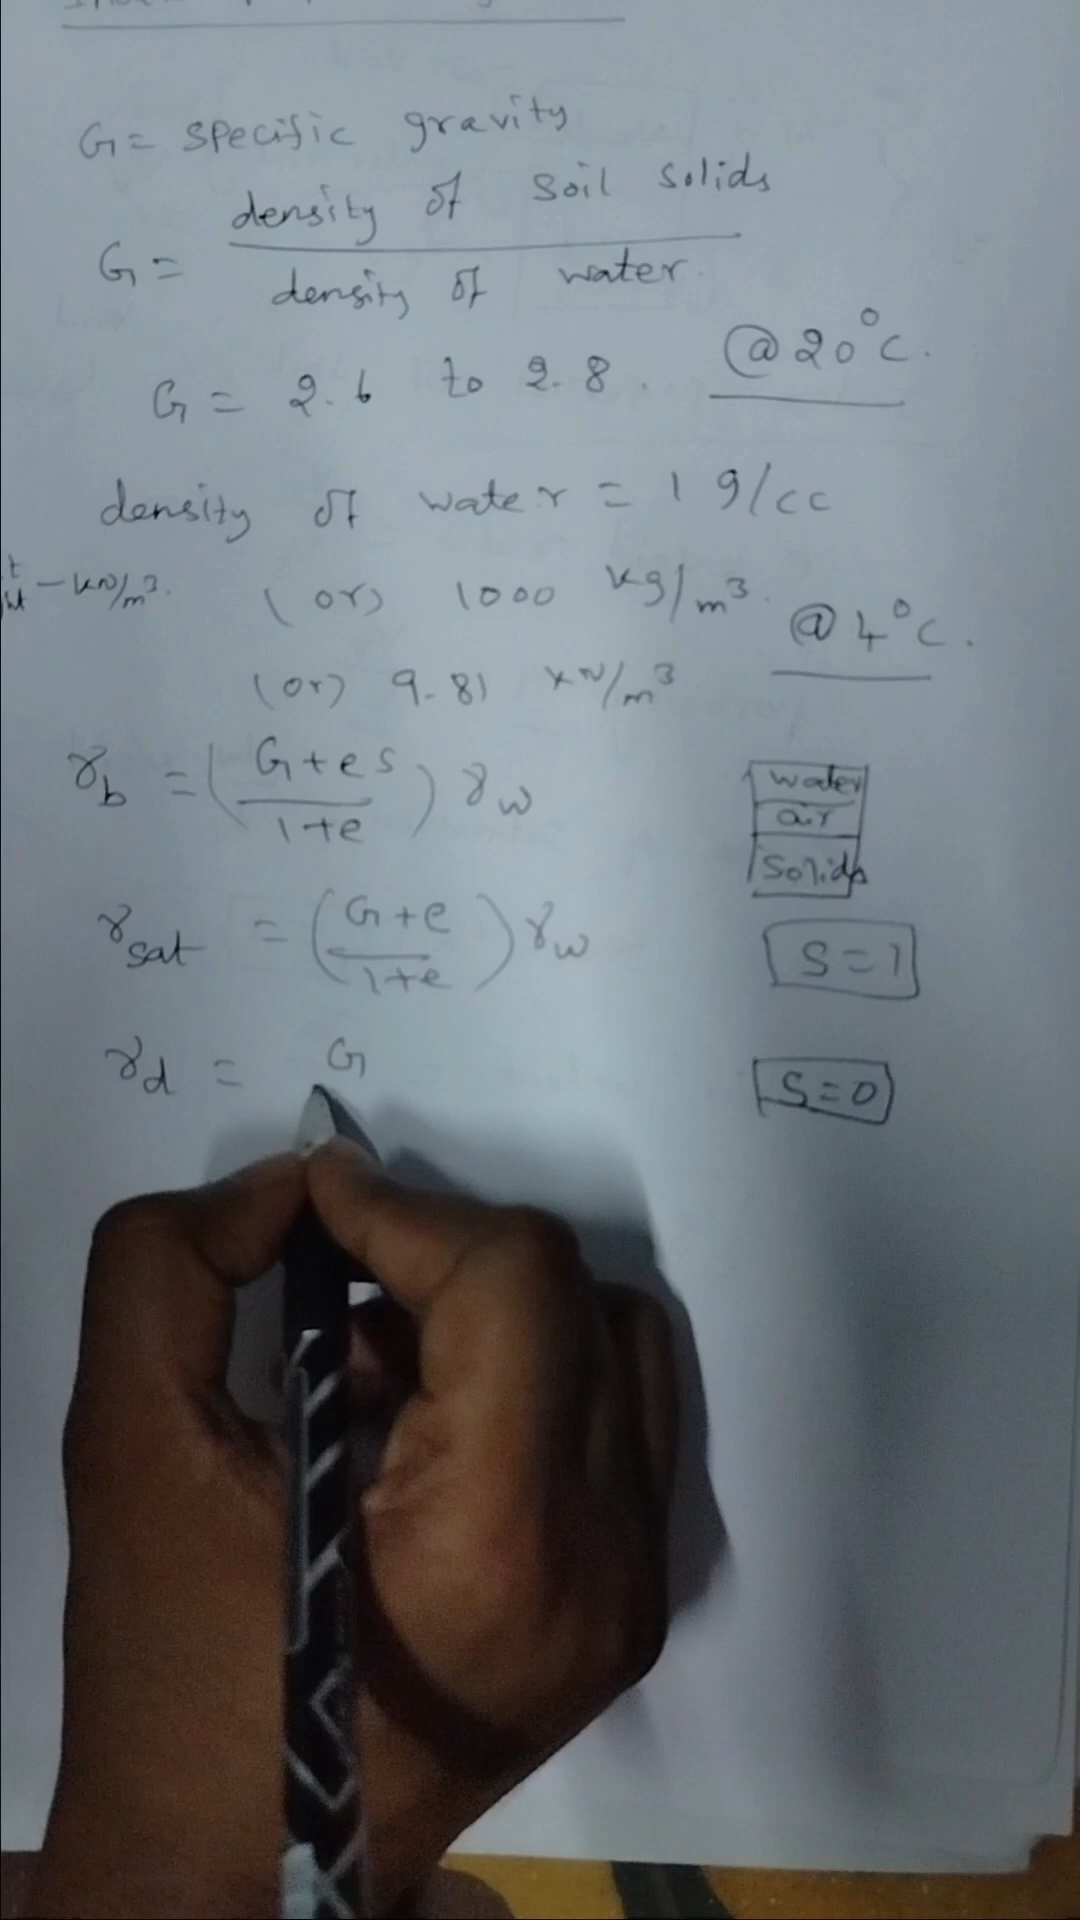 G = specific gravity
G = density of soil solids / density of water
G = 2.6 to 2.8. @ 20°C.
density of water = 1 g/cc
- kN/m³. (or) 1000 kg/m³. @ 4°C.
(or) 9.81 kN/m³
γb = (G+es / 1+e) γw
water
air
solids
γsat = (G+e / 1+e) γw S=1
γd = G S=0